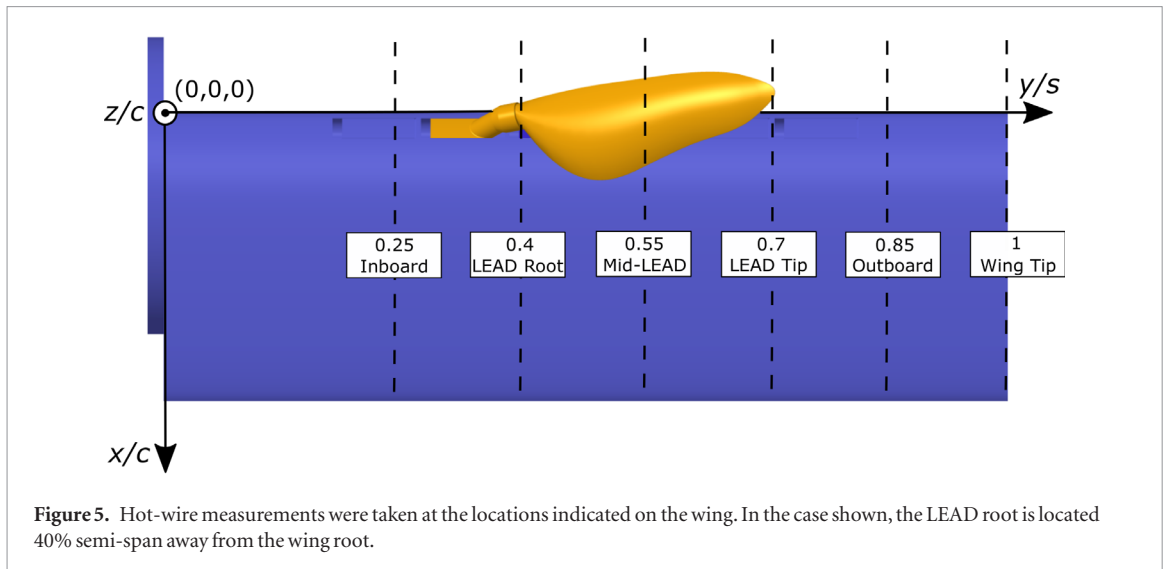 (0,0,0)
z/c
y/s
0.25
Inboard
0.4
LEAD Root
0.55
Mid-LEAD
0.7
LEAD Tip
0.85
Outboard
1
Wing Tip
x/c
Figure 5. Hot-wire measurements were taken at the locations indicated on the wing. In the case shown, the LEAD root is located
40% semi-span away from the wing root.